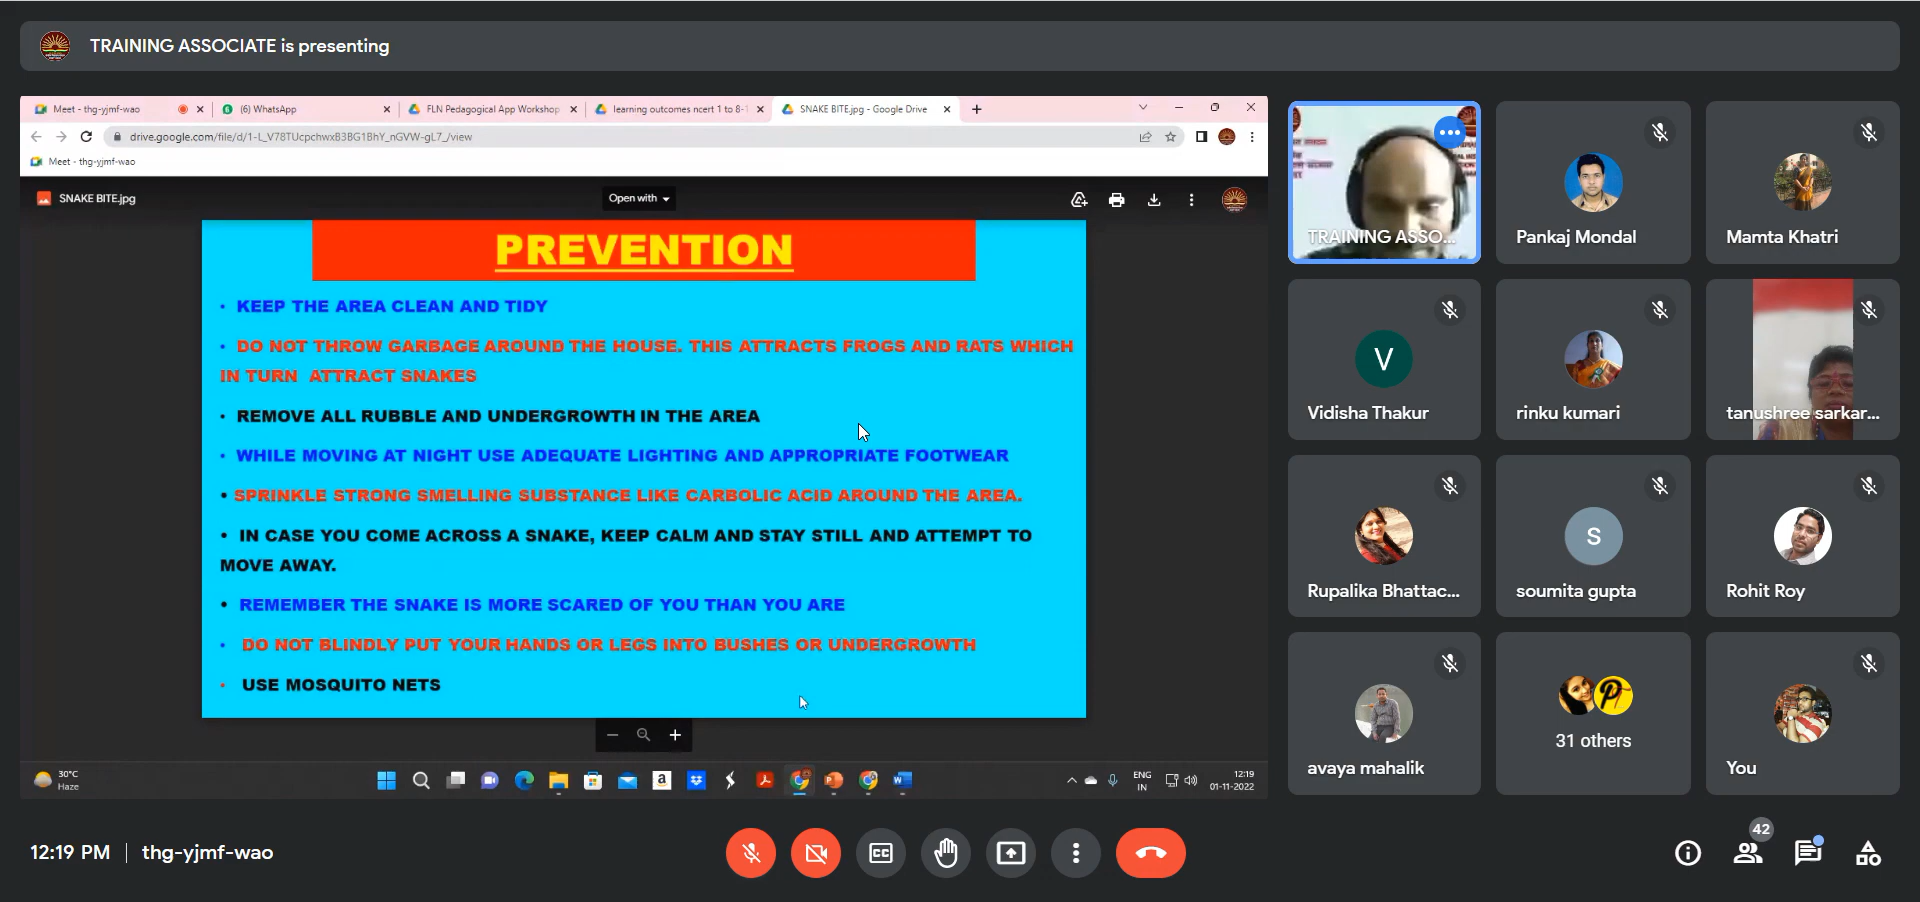 TRAINING ASSOCIATE is presenting
Meet - thg-yjmf-wao
(6) WhatsApp
FLN Pedagogical App Workshop
learning outcomes ncert 1 to 8-1
SNAKE BITE.jpg - Google Drive
drive.google.com/file/d/1-L_V78TUcpchwxB3BG1BhY_nGVW-gL7_/view
Meet - thg-yjmf-wao
SNAKE BITE.jpg
Open with
PREVENTION
• KEEP THE AREA CLEAN AND TIDY
• DO NOT THROW GARBAGE AROUND THE HOUSE. THIS ATTRACTS FROGS AND RATS WHICH
IN TURN ATTRACT SNAKES
• REMOVE ALL RUBBLE AND UNDERGROWTH IN THE AREA
• WHILE MOVING AT NIGHT USE ADEQUATE LIGHTING AND APPROPRIATE FOOTWEAR
• SPRINKLE STRONG SMELLING SUBSTANCE LIKE CARBOLIC ACID AROUND THE AREA.
• IN CASE YOU COME ACROSS A SNAKE, KEEP CALM AND STAY STILL AND ATTEMPT TO
MOVE AWAY.
• REMEMBER THE SNAKE IS MORE SCARED OF YOU THAN YOU ARE
• DO NOT BLINDLY PUT YOUR HANDS OR LEGS INTO BUSHES OR UNDERGROWTH
• USE MOSQUITO NETS
30°C
Haze
ENG
IN
12:19
01-11-2022
TRAINING ASSO...
Pankaj Mondal
Mamta Khatri
V
Vidisha Thakur
rinku kumari
tanushree sarkar...
Rupalika Bhattac...
s
soumita gupta
Rohit Roy
avaya mahalik
31 others
You
12:19 PM | thg-yjmf-wao
CC
42